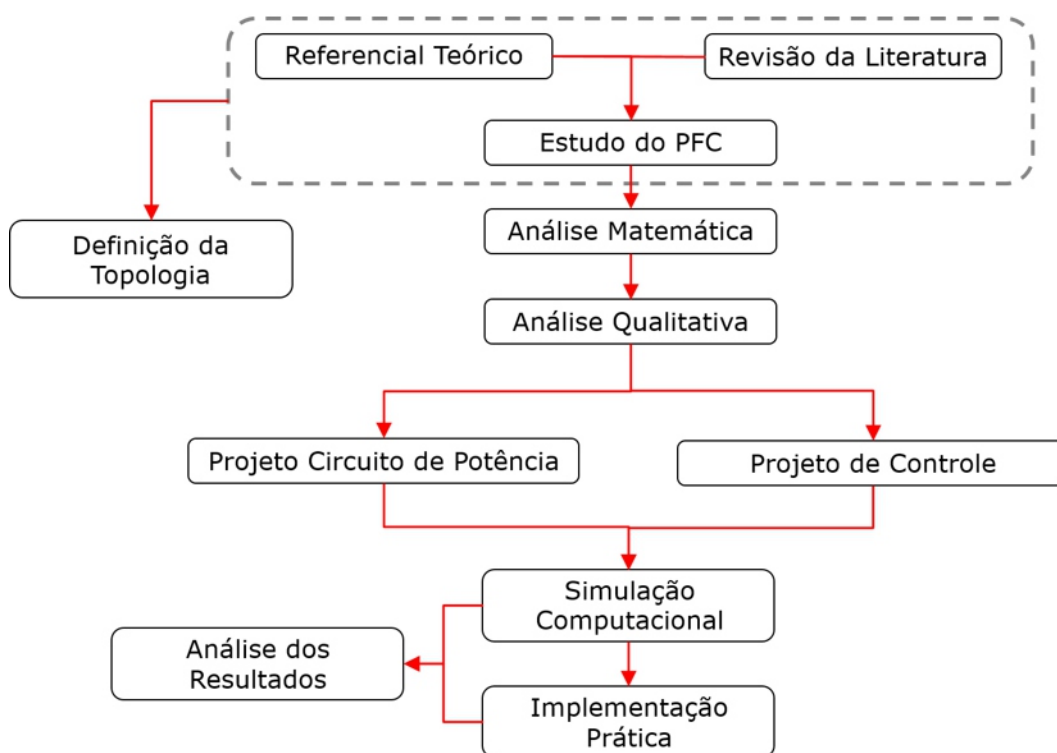 Referencial Teórico
Revisão da Literatura
Estudo do PFC
Definição da
Topologia
Análise Matemática
Análise Qualitativa
Projeto Circuito de Potência
Projeto de Controle
Simulação
Computacional
Análise dos
Resultados
Implementação
Prática